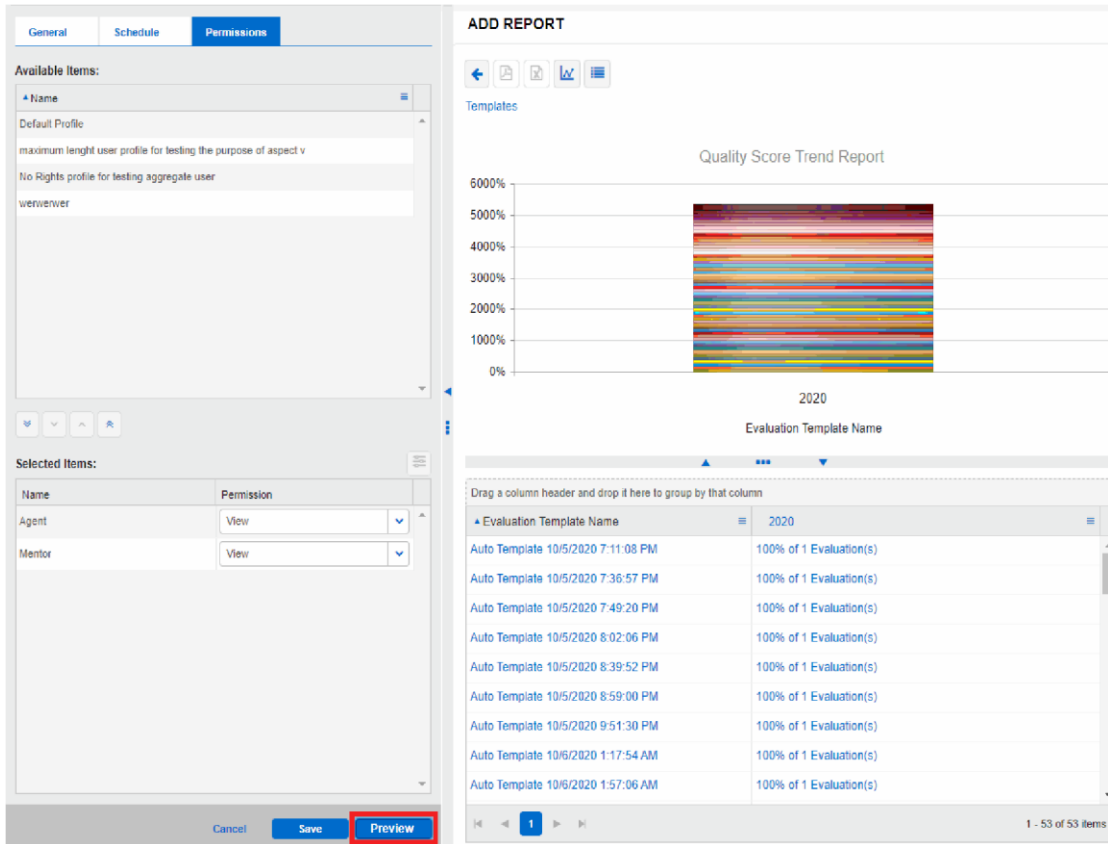 General Schedule Permissions
Available Items:
Name
Default Profile
maximum lenght user profile for testing the purpose of aspect v
No Rights profile for testing aggregate user
werwerwer
Selected Items:
Name Permission
Agent View
Mentor View
Cancel Save Preview
ADD REPORT
Templates
Quality Score Trend Report
6000%
5000%
4000%
3000%
2000%
1000%
0%
2020
Evaluation Template Name
Drag a column header and drop it here to group by that column
Evaluation Template Name 2020
Auto Template 10/5/2020 7:11:08 PM 100% of 1 Evaluation(s)
Auto Template 10/5/2020 7:36:57 PM 100% of 1 Evaluation(s)
Auto Template 10/5/2020 7:49:20 PM 100% of 1 Evaluation(s)
Auto Template 10/5/2020 8:02:06 PM 100% of 1 Evaluation(s)
Auto Template 10/5/2020 8:39:52 PM 100% of 1 Evaluation(s)
Auto Template 10/5/2020 8:59:00 PM 100% of 1 Evaluation(s)
Auto Template 10/5/2020 9:51:30 PM 100% of 1 Evaluation(s)
Auto Template 10/6/2020 1:17:54 AM 100% of 1 Evaluation(s)
Auto Template 10/6/2020 1:57:06 AM 100% of 1 Evaluation(s)
1 1 - 53 of 53 items